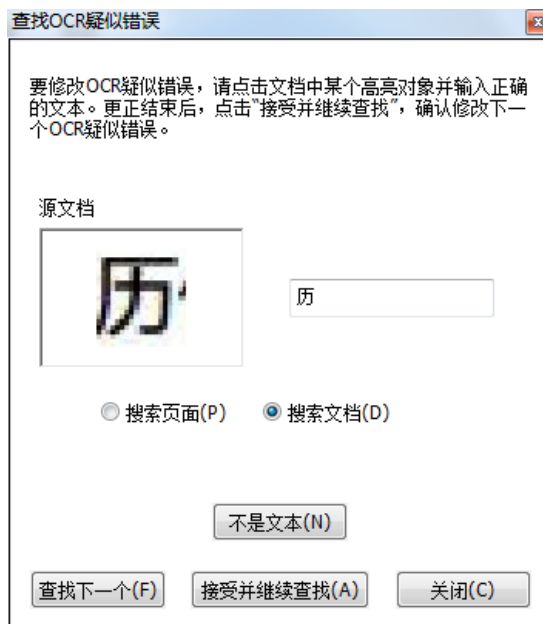 查找OCR疑似错误
要修改OCR疑似错误，请点击文档中某个高亮对象并输入正确
的文本。更正结束后，点击“接受并继续查找”，确认修改下一
个OCR疑似错误。
源文档
历
历
搜索页面(P) 搜索文档(D)
不是文本(N)
查找下一个(F) 接受并继续查找(A) 关闭(C)